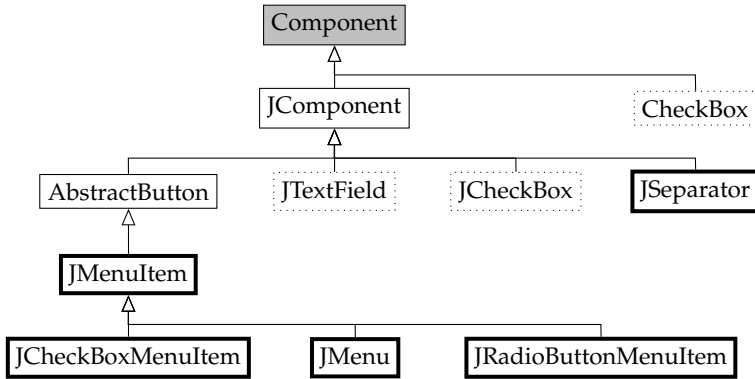 Component
JComponent
CheckBox
AbstractButton
JTextField
JCheckBox
JSeparator
JMenuItem
JCheckBoxMenuItem
JMenu
JRadioButtonMenuItem